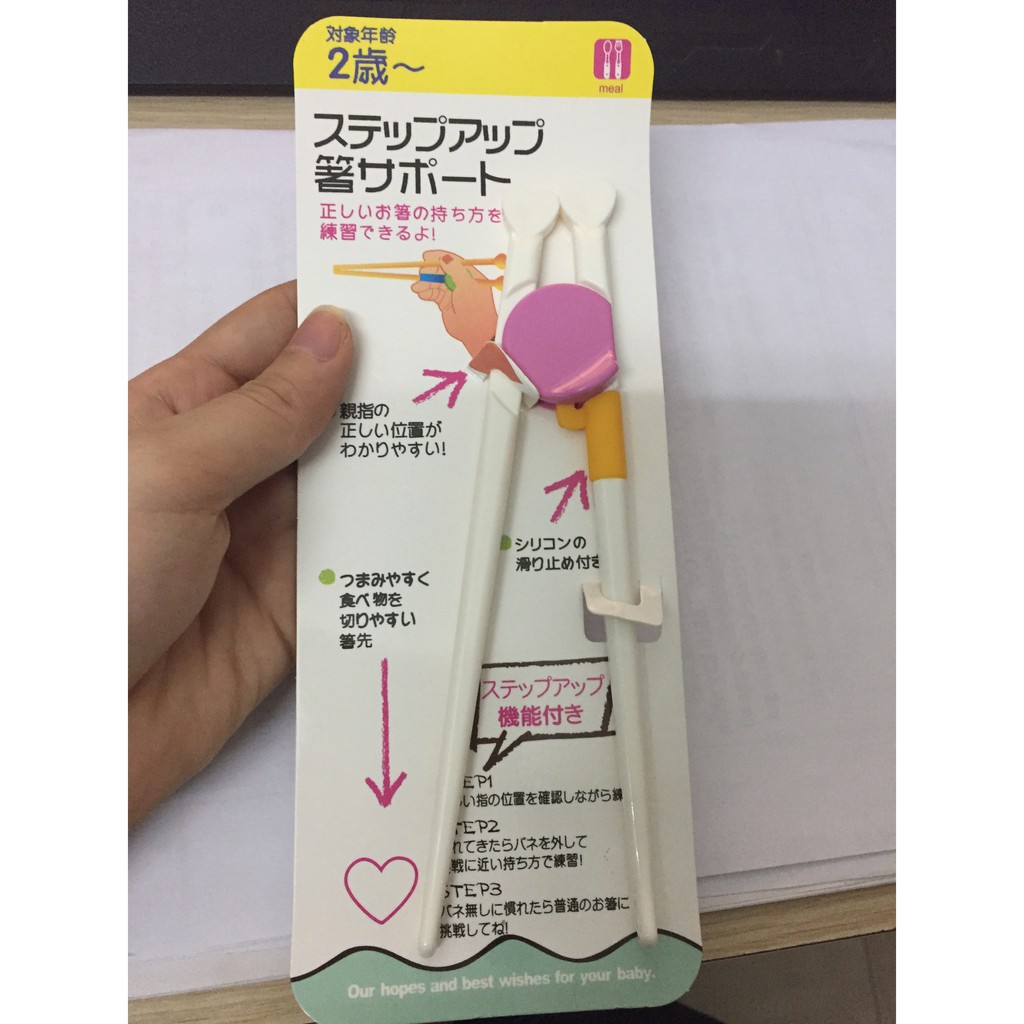 対象年齢
2歳～
meal
ステップアップ
箸サポート
正しいお箸の持ち方を
練習できるよ!
親指の
正しい位置が
わかりやすい!
シリコンの
滑り止め付き
つまみやすく
食べ物を
切りやすい
箸先
ステップアップ
機能付き
EP1
しい指の位置を確認しながら練
TEP2
れてきたらバネを外して
戦に近い持ち方で練習!
STEP3
バネ無しに慣れたら普通のお箸に
挑戦してね!
Our hopes and best wishes for your baby.